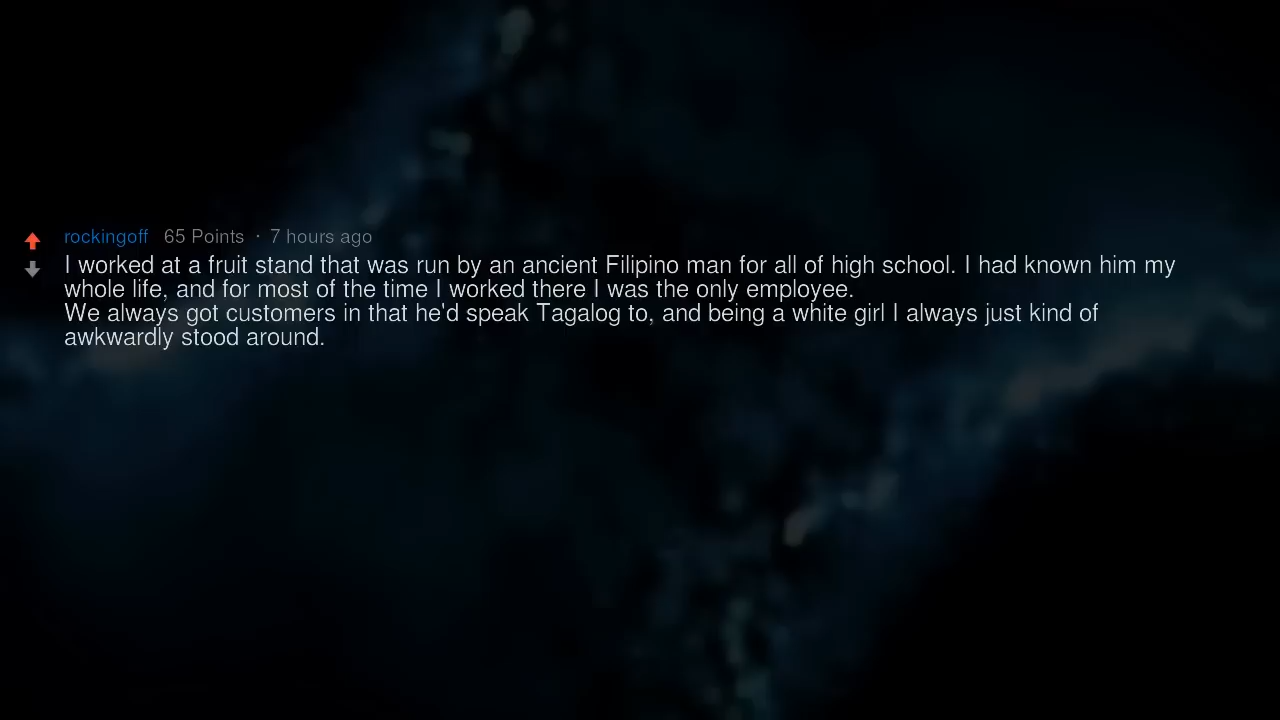 rockingoff 65 Points · 7 hours ago
I worked at a fruit stand that was run by an ancient Filipino man for all of high school. I had known him my
whole life, and for most of the time I worked there I was the only employee.
We always got customers in that he'd speak Tagalog to, and being a white girl I always just kind of
awkwardly stood around.